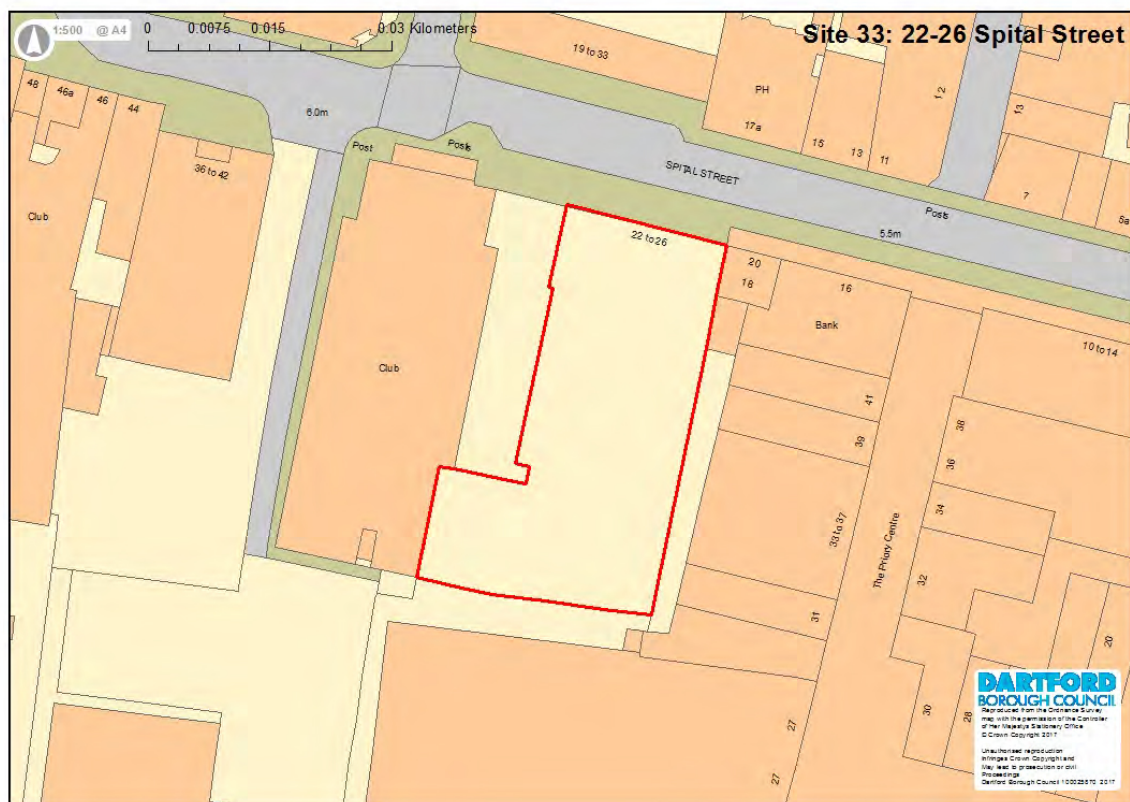 1:500 @ A4
0 0.0075 0.015 0.03 Kilometers
Site 33: 22-26 Spital Street
19 to 33
PH
17a
15
13
11
12
13
7
5a
48
46a
46
44
36 to 42
Club
6.0m
Post
Posts
SPITAL STREET
Posts
5.5m
22 to 26
20
18
16
Bank
10 to 14
Club
41
39
33 to 37
31
27
27
The Priory Centre
38
36
34
32
30
28
20
DARTFORD
BOROUGH COUNCIL
Reproduced from the Ordnance Survey
map with the permission of the Controller
of Her Majestys Stationery Office
© Crown Copyright 2017
Unauthorised reproduction
Infringes Crown Copyright and
May lead to prosecution or civil
Proceedings
Dartford Borough Council 100025870 2017